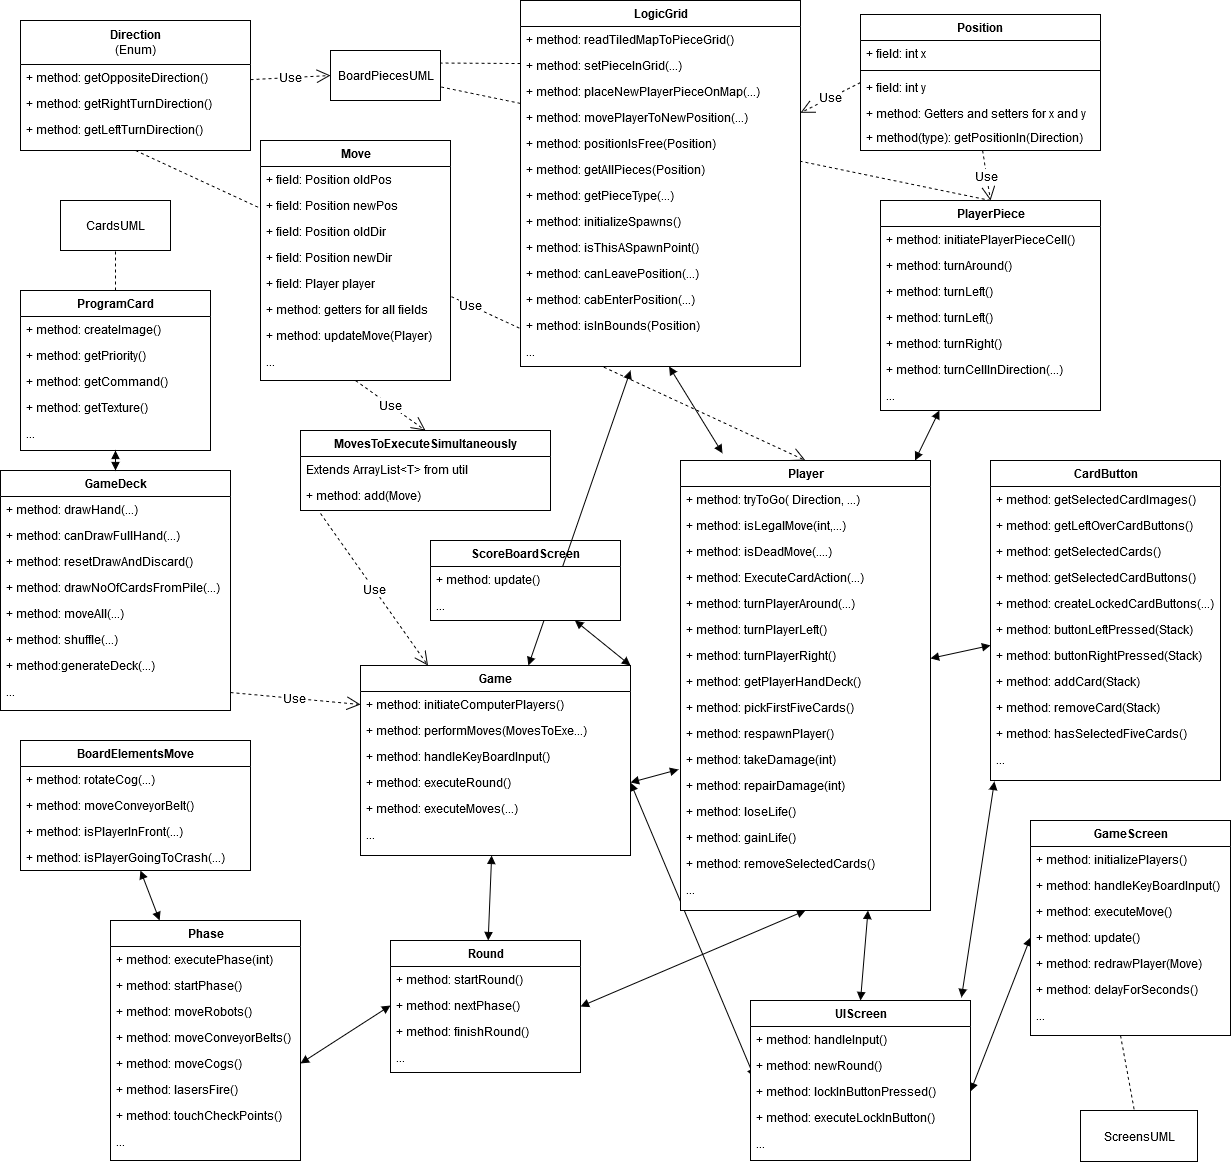 Direction
(Enum)
+ method: getOppositeDirection()
+ method: getRightTurnDirection()
+ method: getLeftTurnDirection()
Use
BoardPiecesUML
LogicGrid
+ method: readTiledMapToPieceGrid()
+ method: setPieceInGrid(...)
+ method: placeNewPlayerPieceOnMap(...)
+ method: movePlayerToNewPosition(...)
+ method: positionIsFree(Position)
+ method: getAllPieces(Position)
+ method: getPieceType(...)
+ method: initializeSpawns()
+ method: isThisASpawnPoint()
+ method: canLeavePosition(...)
+ method: cabEnterPosition(...)
+ method: isInBounds(Position)
...
Use
Position
+ field: int x
+ field: int y
+ method: Getters and setters for x and y
+ method(type): getPositionIn(Direction)
Use
Move
+ field: Position oldPos
+ field: Position newPos
+ field: Position oldDir
+ field: Position newDir
+ field: Player player
+ method: getters for all fields
+ method: updateMove(Player)
...
Use
CardsUML
PlayerPiece
+ method: initiatePlayerPieceCell()
+ method: turnAround()
+ method: turnLeft()
+ method: turnLeft()
+ method: turnRight()
+ method: turnCellInDirection(...)
...
ProgramCard
+ method: createImage()
+ method: getPriority()
+ method: getCommand()
+ method: getTexture()
...
Use
MovesToExecuteSimultaneously
Extends ArrayList<T> from util
+ method: add(Move)
Use
GameDeck
+ method: drawHand(...)
+ method: canDrawFullHand(...)
+ method: resetDrawAndDiscard()
+ method: drawNoOfCardsFromPile(...)
+ method: moveAll(...)
+ method: shuffle(...)
+ method:generateDeck(...)
...
Use
ScoreBoardScreen
+ method: update()
...
Player
+ method: tryToGo( Direction, ...)
+ method: isLegalMove(int,...)
+ method: isDeadMove(....)
+ method: ExecuteCardAction(...)
+ method: turnPlayerAround(...)
+ method: turnPlayerLeft()
+ method: turnPlayerRight()
+ method: getPlayerHandDeck()
+ method: pickFirstFiveCards()
+ method: respawnPlayer()
+ method: takeDamage(int)
+ method: repairDamage(int)
+ method: loseLife()
+ method: gainLife()
+ method: removeSelectedCards()
...
CardButton
+ method: getSelectedCardImages()
+ method: getLeftOverCardButtons()
+ method: getSelectedCards()
+ method: getSelectedCardButtons()
+ method: createLockedCardButtons(...)
+ method: buttonLeftPressed(Stack)
+ method: buttonRightPressed(Stack)
+ method: addCard(Stack)
+ method: removeCard(Stack)
+ method: hasSelectedFiveCards()
...
Game
+ method: initiateComputerPlayers()
+ method: performMoves(MovesToExe...)
+ method: handleKeyBoardInput()
+ method: executeRound()
+ method: executeMoves(...)
...
BoardElementsMove
+ method: rotateCog(...)
+ method: moveConveyorBelt()
+ method: isPlayerInFront(...)
+ method: isPlayerGoingToCrash(...)
GameScreen
+ method: initializePlayers()
+ method: handleKeyBoardInput()
+ method: executeMove()
+ method: update()
+ method: redrawPlayer(Move)
+ method: delayForSeconds()
...
Phase
+ method: executePhase(int)
+ method: startPhase()
+ method: moveRobots()
+ method: moveConveyorBelts()
+ method: moveCogs()
+ method: lasersFire()
+ method: touchCheckPoints()
...
Round
+ method: startRound()
+ method: nextPhase()
+ method: finishRound()
...
UIScreen
+ method: handleInput()
+ method: newRound()
+ method: lockInButtonPressed()
+ method: executeLockInButton()
...
ScreensUML